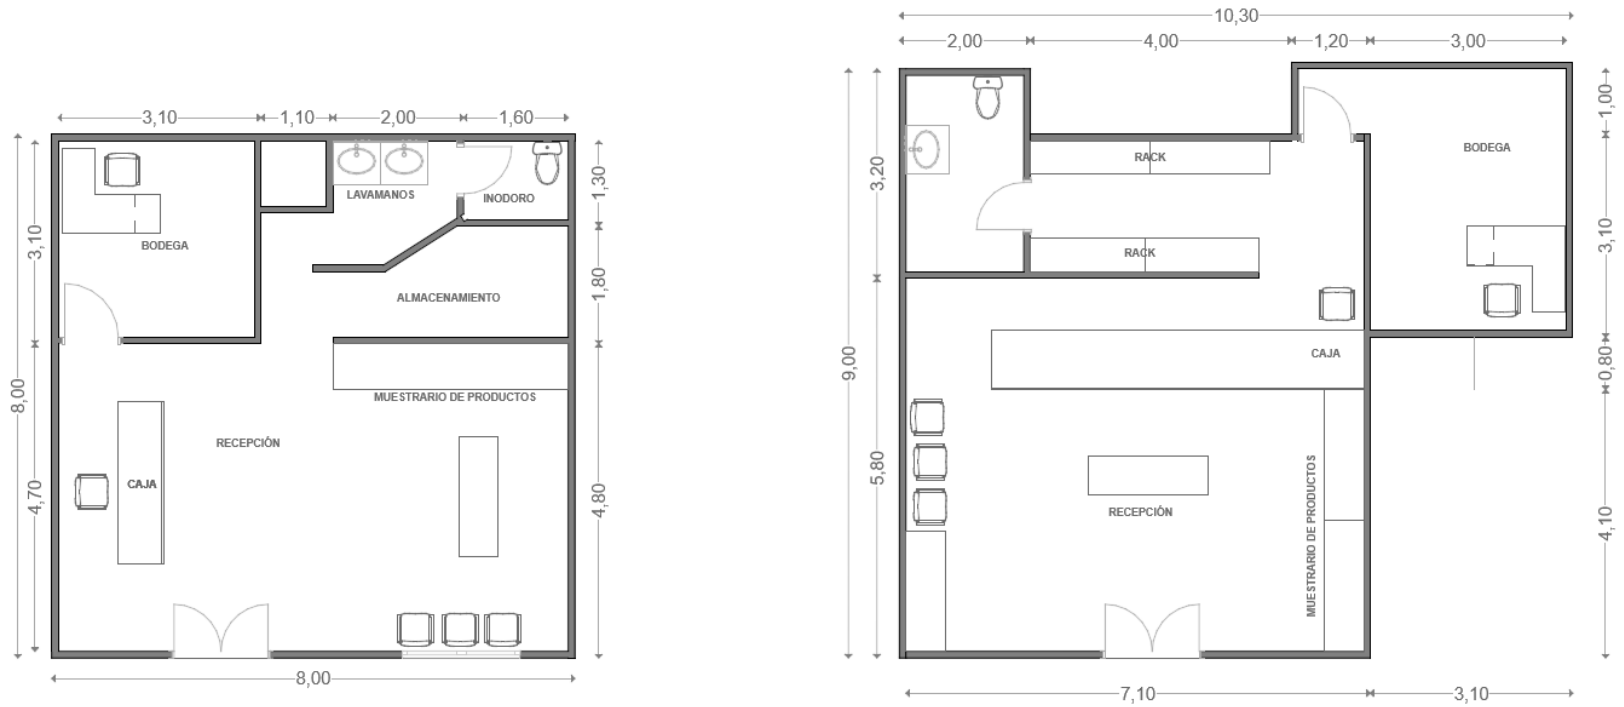 3,10
1,10
2,00
1,60
LAVAMANOS
INODORO
BODEGA
ALMACENAMIENTO
MUESTRARIO DE PRODUCTOS
RECEPCIÓN
CAJA
8,00
3,10
4,70
1,30
1,80
4,80
8,00
10,30
2,00
4,00
1,20
3,00
RACK
BODEGA
RACK
CAJA
RECEPCIÓN
MUESTRARIO DE PRODUCTOS
9,00
3,20
5,80
1,00
3,10
0,80
4,10
7,10
3,10